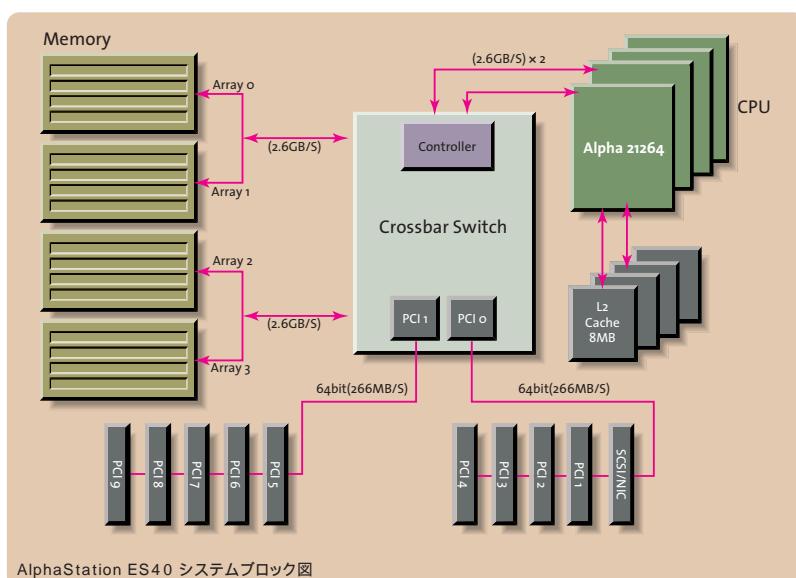 Memory
Array 0
Array 1
Array 2
Array 3
(2.6GB/S)
(2.6GB/S)
(2.6GB/S) × 2
Controller
Crossbar Switch
PCI 1
PCI 0
CPU
Alpha 21264
L2
Cache
8MB
64bit(266MB/S)
64bit(266MB/S)
PCI 9
PCI 8
PCI 7
PCI 6
PCI 5
PCI 4
PCI 3
PCI 2
PCI 1
SCSI/NIC
AlphaStation ES40 システムブロック図